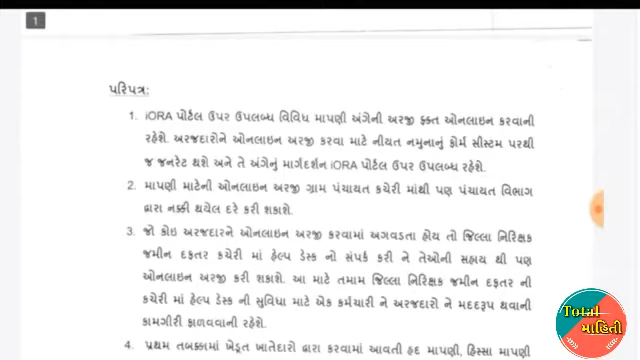 1
પરિપત્ર:
1. iORA પોર્ટલ ઉપર ઉપલબ્ધ વિવિધ માપણી અંગેની અરજી ફક્ત ઓનલાઇન કરવાની
રહેશે. અરજદારોને ઓનલાઇન અરજી કરવા માટે નીયત નમુનાનું ફોર્મ સીસ્ટમ પરથી
જ જનરેટ થશે અને તે અંગેનું માર્ગદર્શન iORA પોર્ટલ ઉપર ઉપલબ્ધ રહેશે.
2. માપણી માટેની ઓનલાઇન અરજી ગ્રામ પંચાયત કચેરી માંથી પણ પંચાયત વિભાગ
દ્વારા નક્કી થયેલ દરે કરી શકાશે.
3. જો કોઇ અરજદારને ઓનલાઇન અરજી કરવામાં અગવડતા હોય તો જિલ્લા નિરિક્ષક
જમીન દફતર કચેરી માં હેલ્પ ડેસ્ક નો સંપર્ક કરી ને તેઓની સહાય થી પણ
ઓનલાઇન અરજી કરી શકાશે. આ માટે તમામ જિલ્લા નિરિક્ષક જમીન દફતર ની
કચેરી માં હેલ્પ ડેસ્ક ની સુવિધા માટે એક કર્મચારી ને અરજદારો ને મદદરૂપ થવાની
કામગીરી ફાળવવાની રહેશે.
4. પ્રથમ તબક્કામાં ખેડૂત ખાતેદારો દ્વારા કરવામાં આવતી હદ માપણી, હિસ્સા માપણી
Total
માહિતી